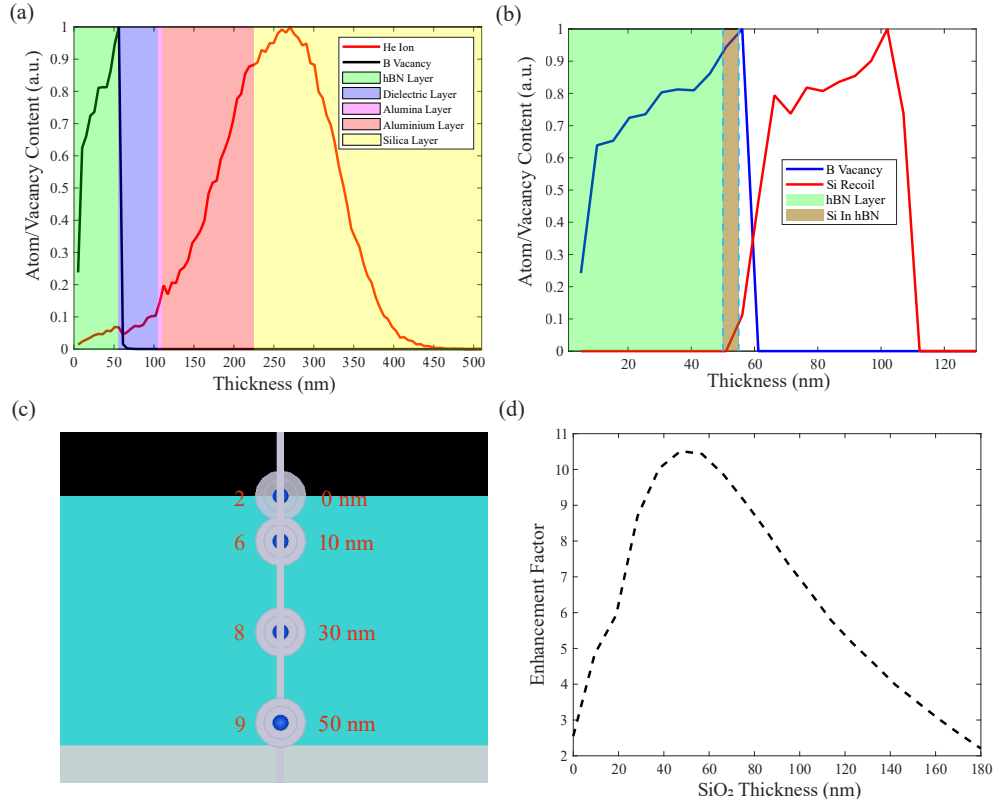 (a)
Atom/Vacancy Content (a.u.)
1
0.9
0.8
0.7
0.6
0.5
0.4
0.3
0.2
0.1
0
0 50 100 150 200 250 300 350 400 450 500
Thickness (nm)
He Ion
B Vacancy
hBN Layer
Dielectric Layer
Alumina Layer
Aluminium Layer
Silica Layer
(b)
Atom/Vacancy Content (a.u.)
1
0.9
0.8
0.7
0.6
0.5
0.4
0.3
0.2
0.1
0
20 40 60 80 100 120
Thickness (nm)
B Vacancy
Si Recoil
hBN Layer
Si In hBN
(c)
2 0 nm
6 10 nm
8 30 nm
9 50 nm
(d)
Enhancement Factor
11
10
9
8
7
6
5
4
3
2
0 20 40 60 80 100 120 140 160 180
SiO₂ Thickness (nm)